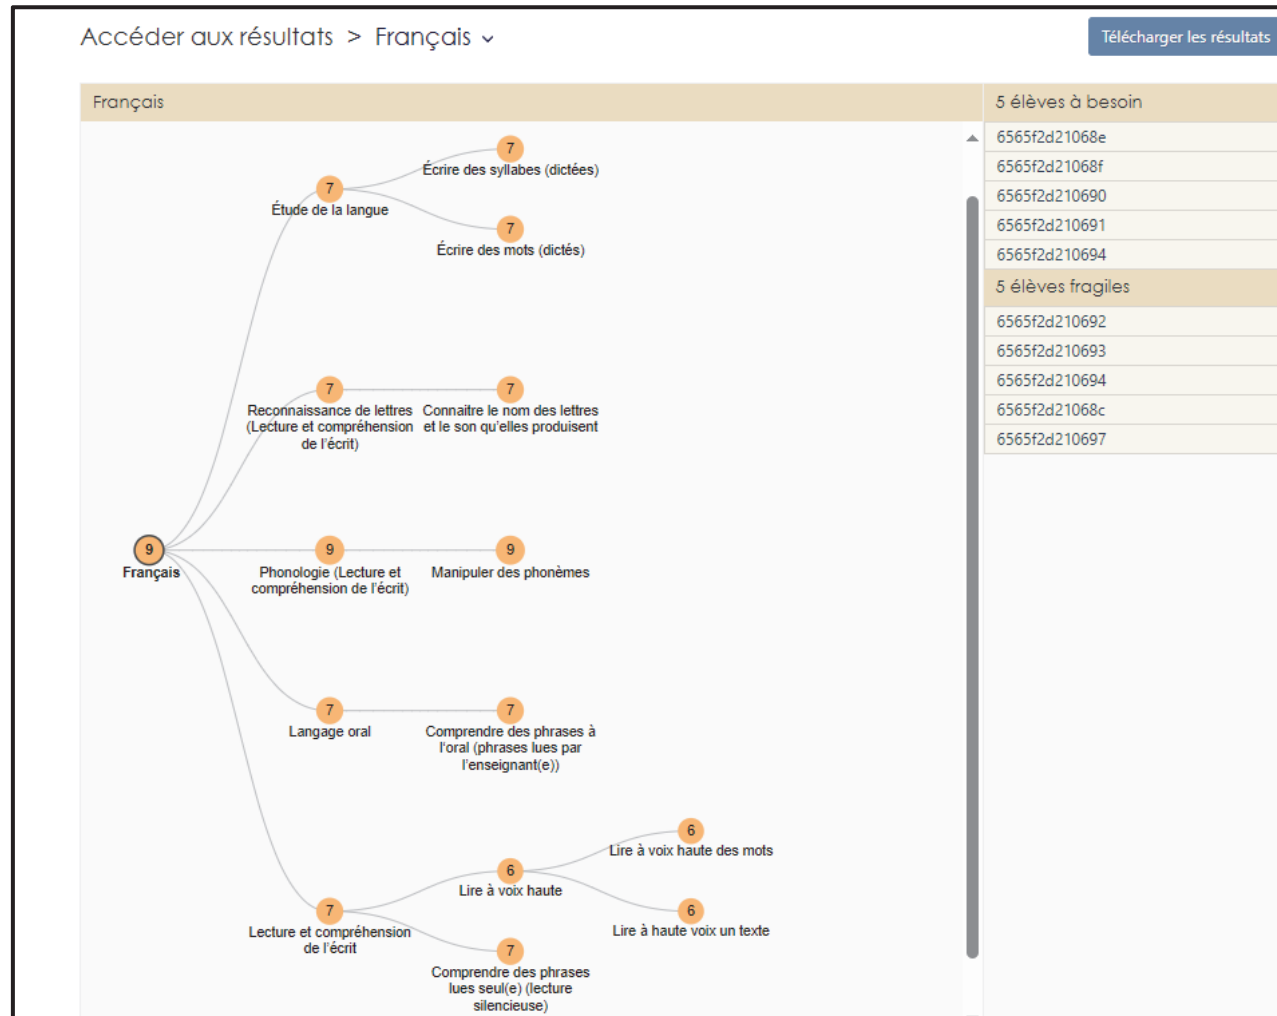 Accéder aux résultats > Français
Télécharger les résultats
Français
7
Écrire des syllabes (dictées)
7
Étude de la langue
7
Écrire des mots (dictés)
7
Reconnaissance de lettres
(Lecture et compréhension
de l'écrit)
7
Connaitre le nom des lettres
et le son qu'elles produisent
9
Français
9
Phonologie (Lecture et
compréhension de l'écrit)
9
Manipuler des phonèmes
7
Langage oral
7
Comprendre des phrases à
l'oral (phrases lues par
l'enseignant(e))
6
Lire à voix haute des mots
6
Lire à voix haute
6
Lire à haute voix un texte
7
Lecture et compréhension
de l'écrit
7
Comprendre des phrases
lues seul(e) (lecture
silencieuse)
5 élèves à besoin
6565f2d21068e
6565f2d21068f
6565f2d210690
6565f2d210691
6565f2d210694
5 élèves fragiles
6565f2d210692
6565f2d210693
6565f2d210694
6565f2d21068c
6565f2d210697